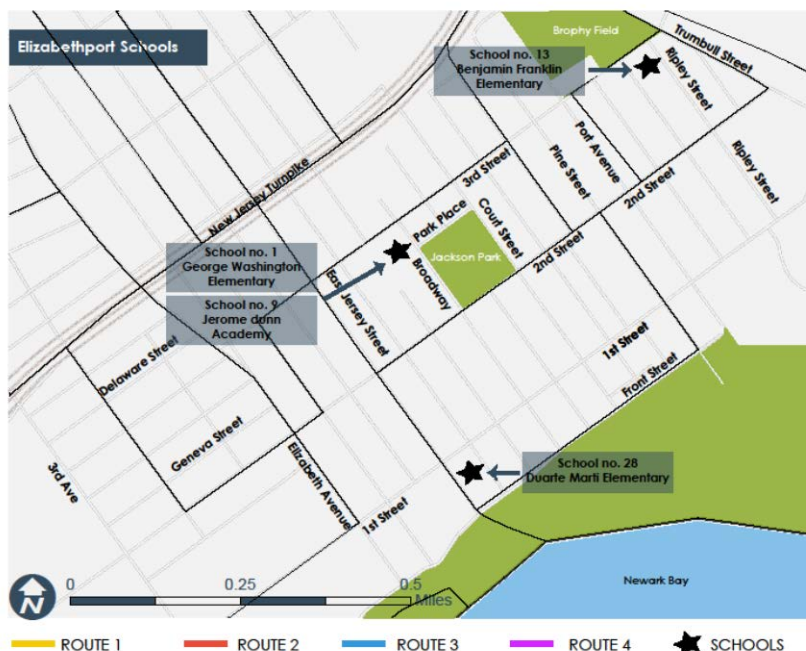 Elizabethport Schools
Brophy Field
Trumbull Street
School no. 13
Benjamin Franklin
Elementary
Ripley Street
Port Avenue
Pine Street
3rd Street
2nd Street
Ripley Street
New Jersey Turnpike
Park Place
Court Street
School no. 1
George Washington
Elementary
Jackson Park
2nd Street
School no. 9
Jerome dunn
Academy
East Jersey Street
Broadway
Delaware Street
1st Street
Front Street
Geneva Street
3rd Ave
Elizabeth Avenue
1st Street
School no. 28
Duarte Marti Elementary
N
0 0.25 0.5
Miles
Newark Bay
ROUTE 1 ROUTE 2 ROUTE 3 ROUTE 4 SCHOOLS